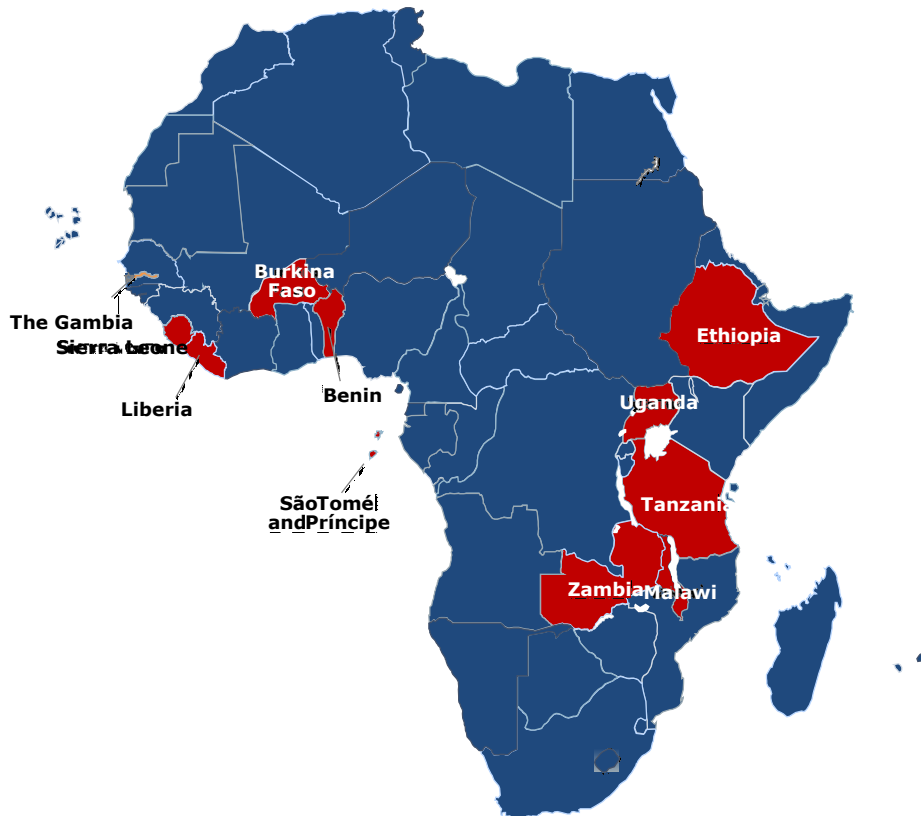 Burkina
Faso
The Gambia
Ethiopia
Sierra Leone
Benin
Uganda
Liberia
SãoTomé
andPríncipe
Tanzania
Zambia
Malawi